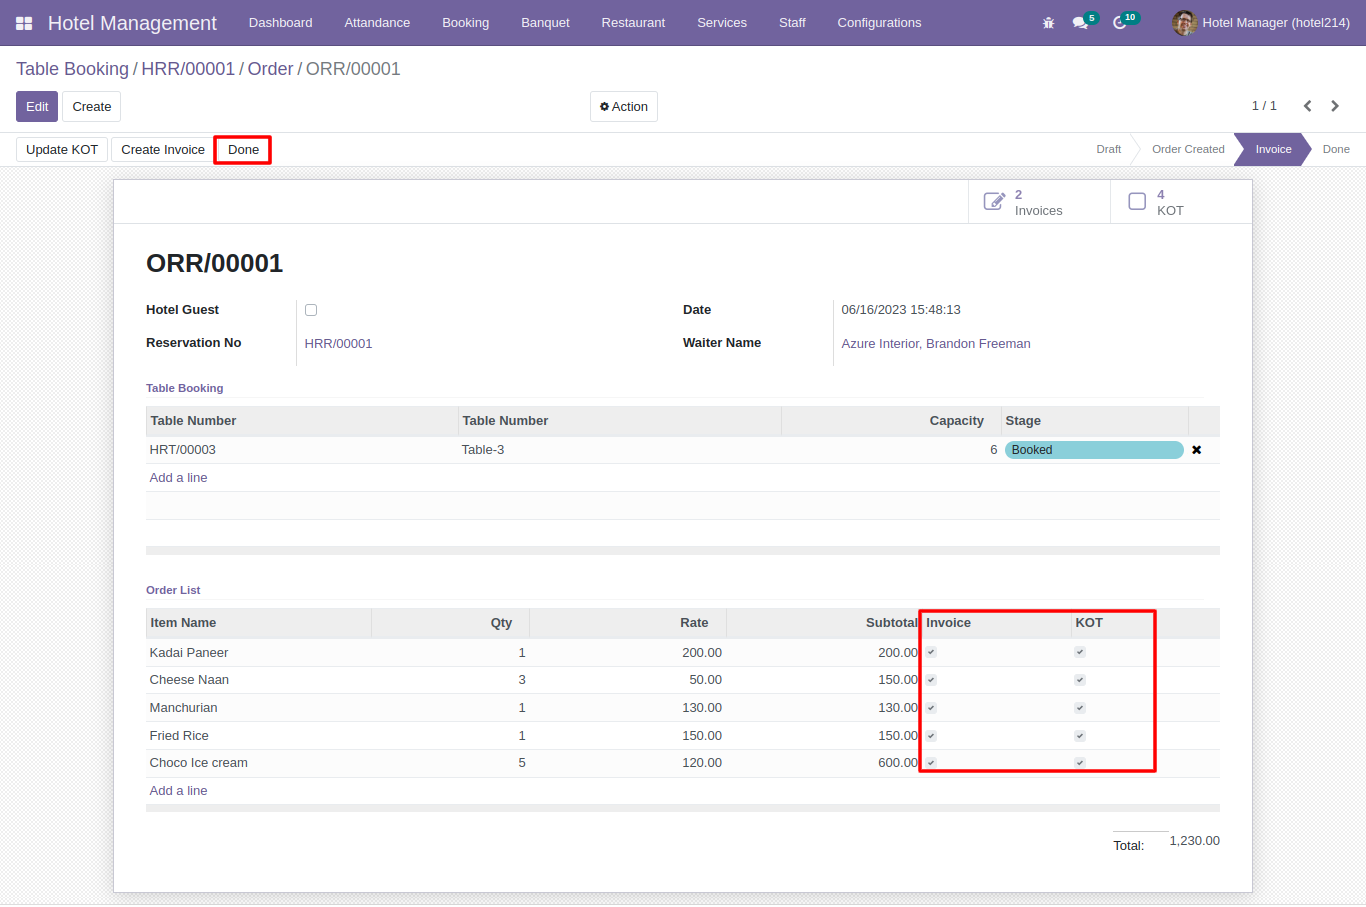 Hotel Management Dashboard Attandance Booking Banquet Restaurant Services Staff Configurations 5 10 Hotel Manager (hotel214)
Table Booking / HRR/00001 / Order / ORR/00001
Edit Create Action 1 / 1
Update KOT Create Invoice Done Draft Order Created Invoice Done
2 Invoices 4 KOT
ORR/00001
Hotel Guest Date 06/16/2023 15:48:13
Reservation No HRR/00001 Waiter Name Azure Interior, Brandon Freeman
Table Booking
Table Number Table Number Capacity Stage
HRT/00003 Table-3 6 Booked
Add a line
Order List
Item Name Qty Rate Subtotal Invoice KOT
Kadai Paneer 1 200.00 200.00
Cheese Naan 3 50.00 150.00
Manchurian 1 130.00 130.00
Fried Rice 1 150.00 150.00
Choco Ice cream 5 120.00 600.00
Add a line
Total: 1,230.00